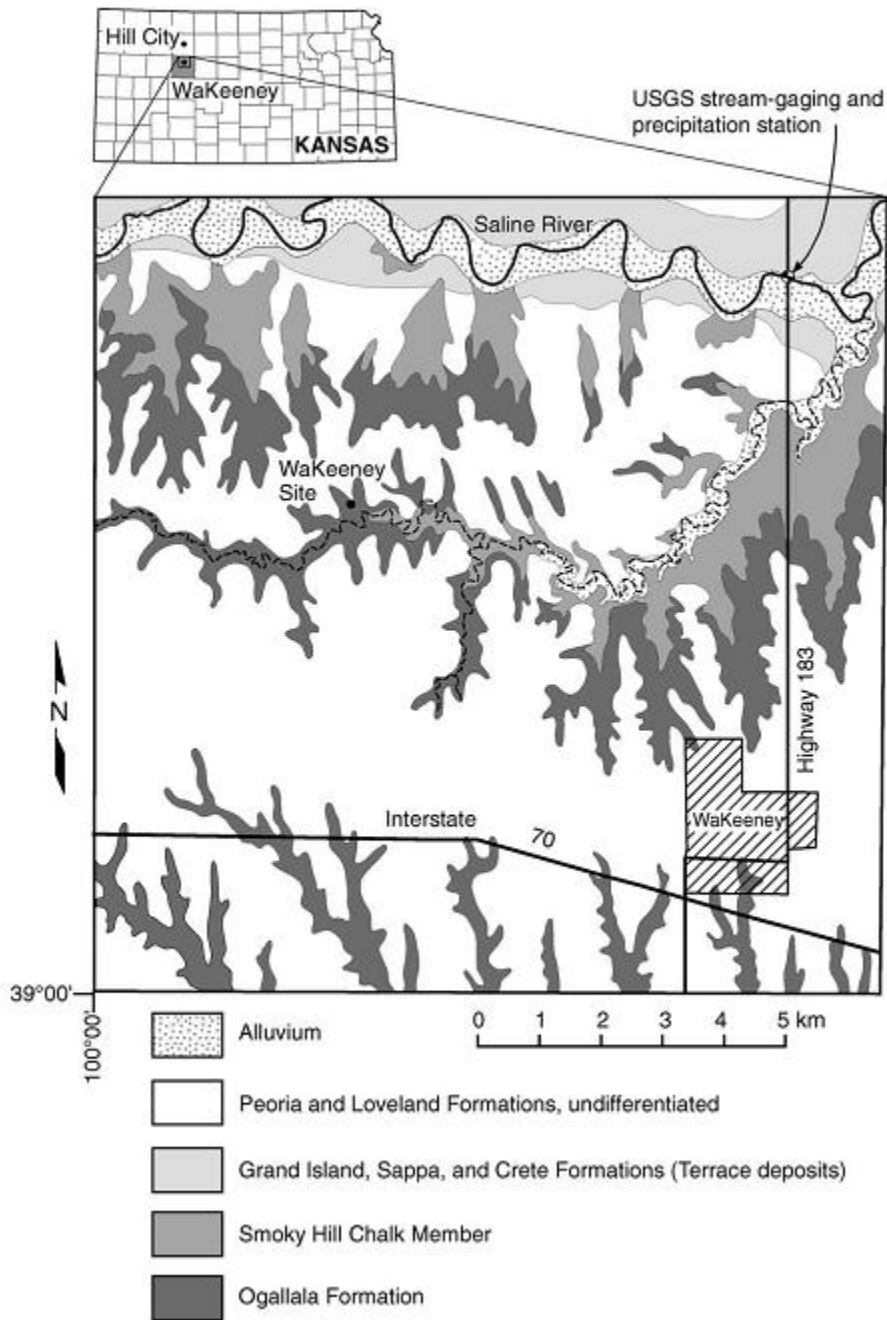 Hill City
WaKeeney
KANSAS
USGS stream-gaging and
precipitation station
Saline River
WaKeeney
Site
N
Highway 183
WaKeeney
Interstate
70
39°00'
100°00'
0 1 2 3 4 5 km
Alluvium
Peoria and Loveland Formations, undifferentiated
Grand Island, Sappa, and Crete Formations (Terrace deposits)
Smoky Hill Chalk Member
Ogallala Formation